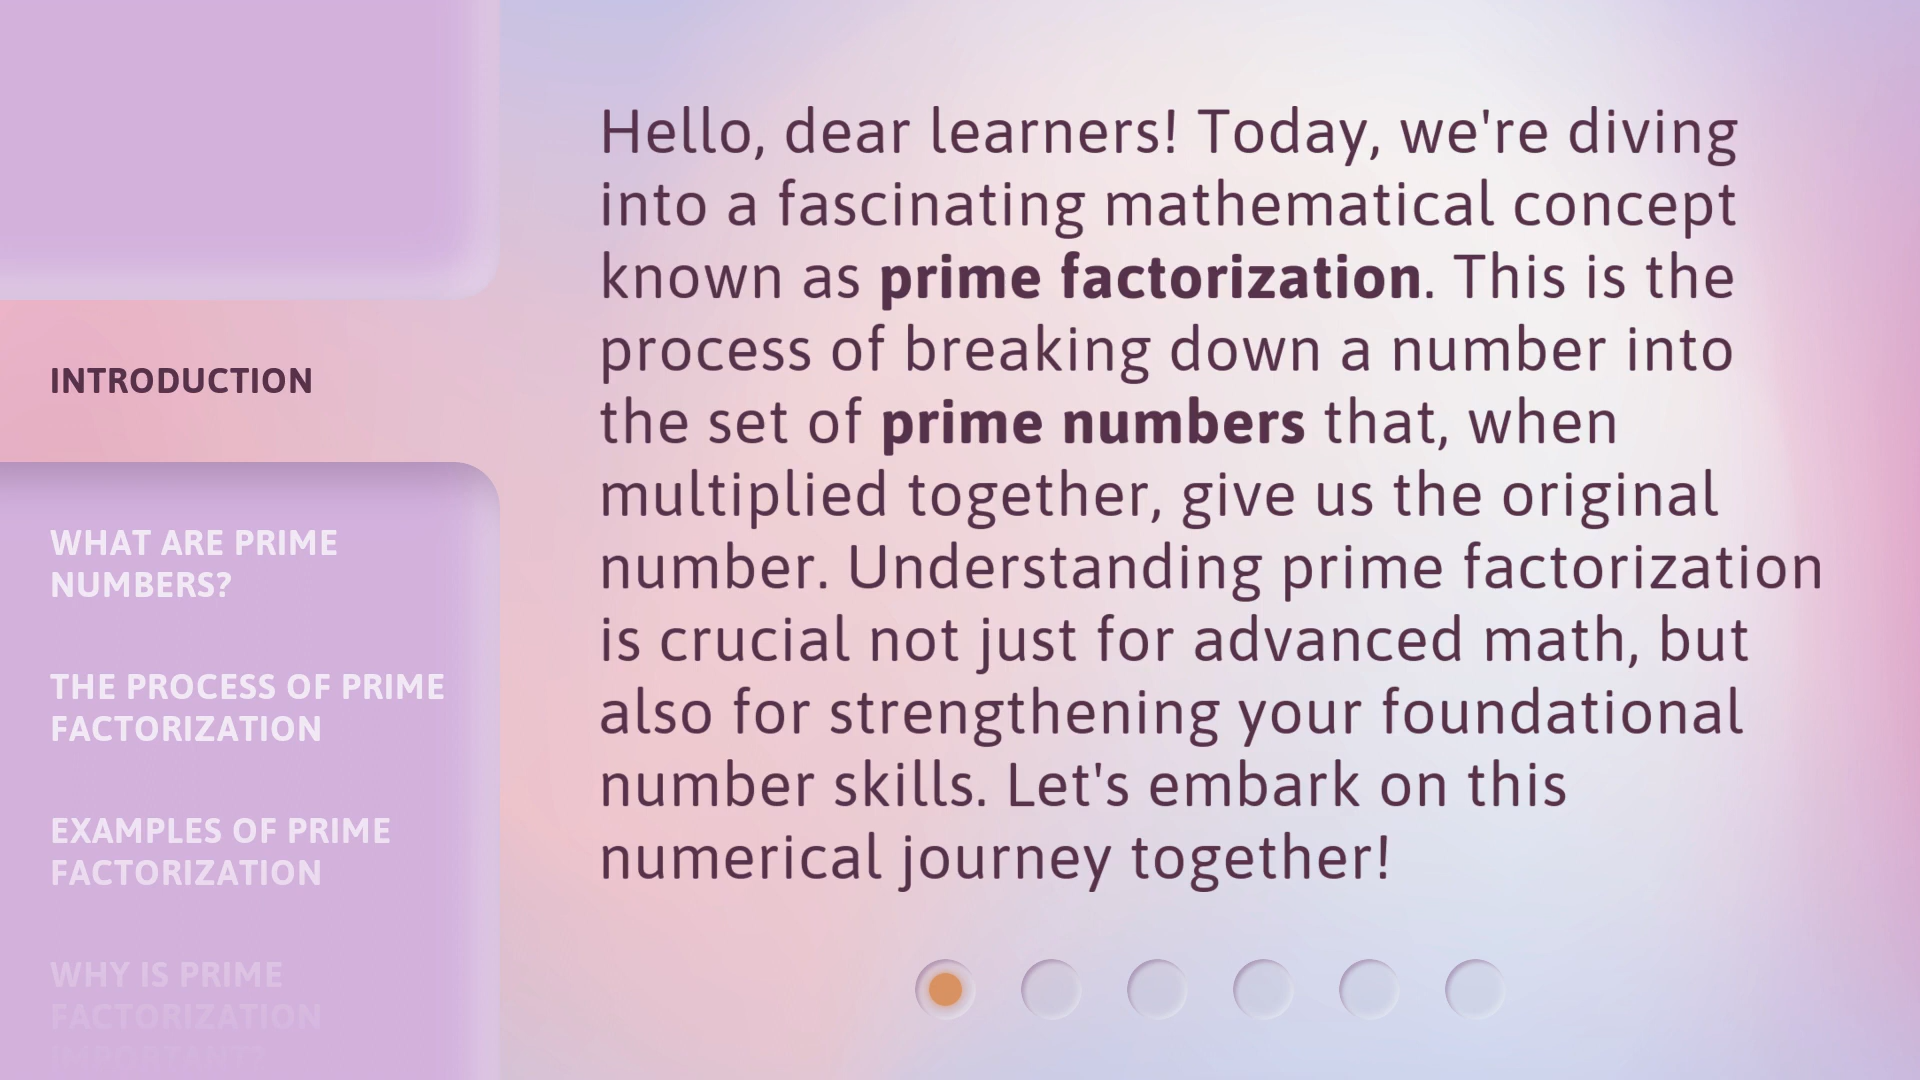 INTRODUCTION
WHAT ARE PRIME
NUMBERS?
THE PROCESS OF PRIME
FACTORIZATION
EXAMPLES OF PRIME
FACTORIZATION
WHY IS PRIME
FACTORIZATION
IMPORTANT?
Hello, dear learners! Today, we're diving
into a fascinating mathematical concept
known as prime factorization. This is the
process of breaking down a number into
the set of prime numbers that, when
multiplied together, give us the original
number. Understanding prime factorization
is crucial not just for advanced math, but
also for strengthening your foundational
number skills. Let's embark on this
numerical journey together!